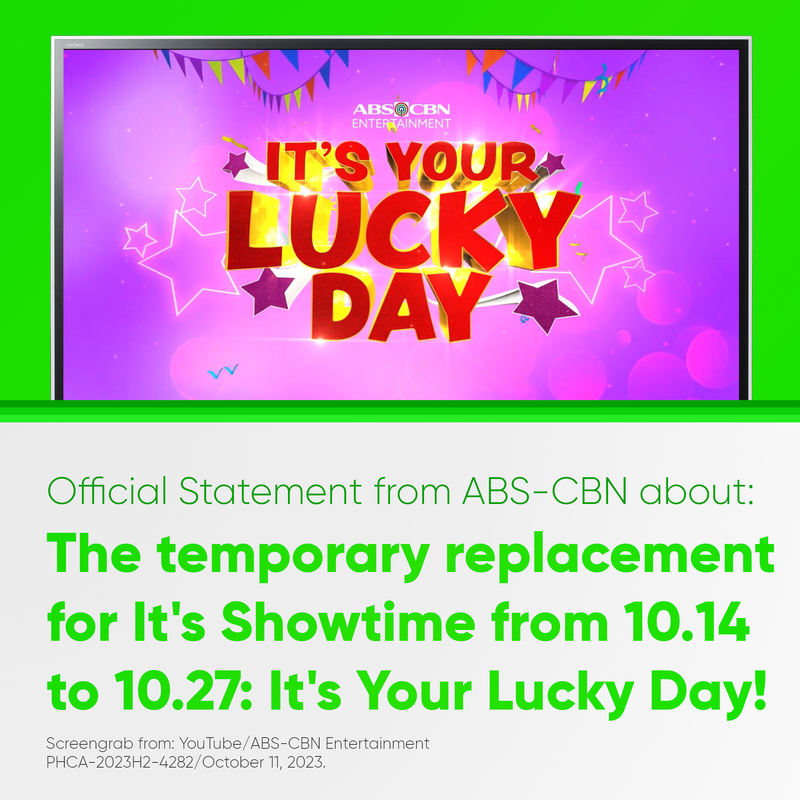 ABS CBN
ENTERTAINMENT
IT'S YOUR
LUCKY
DAY
Official Statement from ABS-CBN about:
The temporary replacement
for It's Showtime from 10.14
to 10.27: It's Your Lucky Day!
Screengrab from: YouTube/ABS-CBN Entertainment
PHCA-2023H2-4282/October 11, 2023.